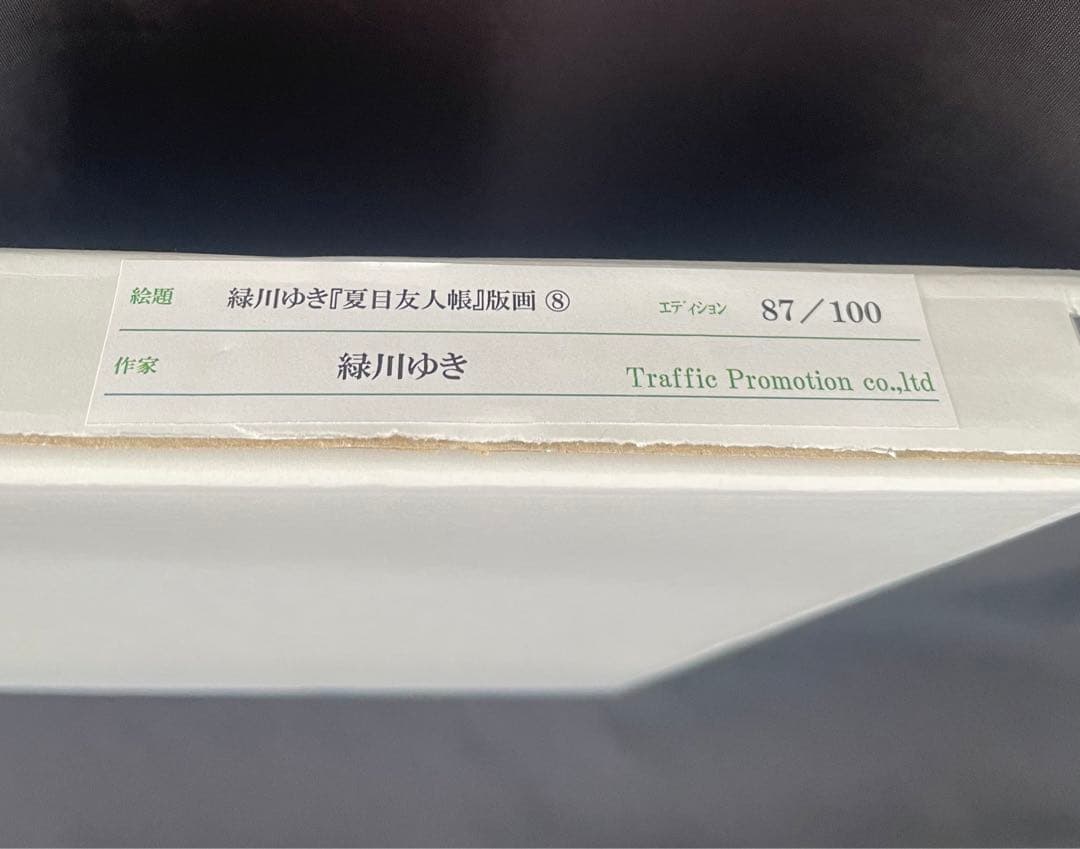 絵題 緑川ゆき『夏目友人帳』版画 ⑧ エディション 87／100
作家 緑川ゆき Traffic Promotion co.,ltd